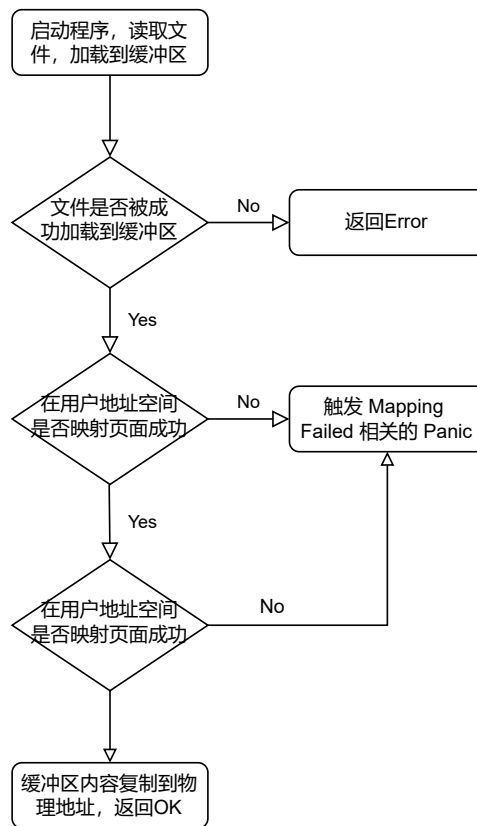 启动程序，读取文
件，加载到缓冲区
文件是否被成
功加载到缓冲区
No
返回Error
Yes
在用户地址空间
是否映射页面成功
No
触发 Mapping
Failed 相关的 Panic
Yes
在用户地址空间
是否映射页面成功
No
缓冲区内容复制到物
理地址，返回OK